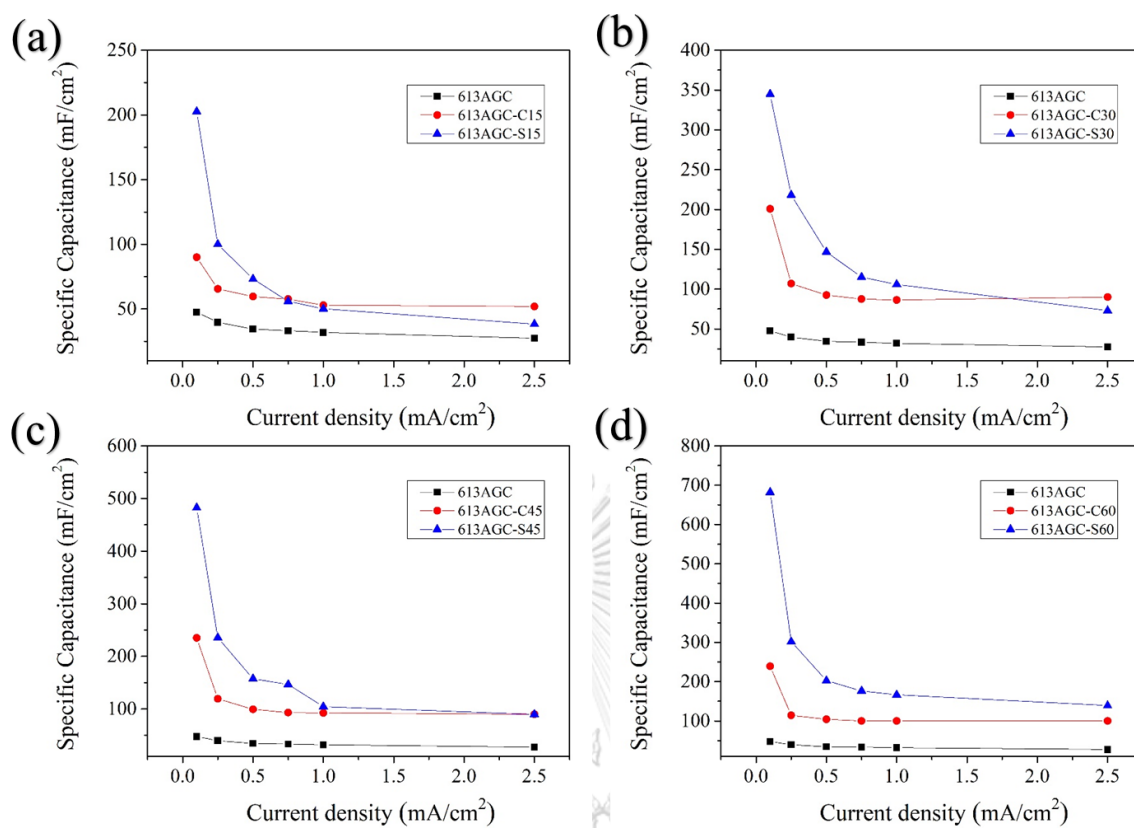 (a)
250
200
150
100
50
Specific Capacitance (mF/cm²)
613AGC
613AGC-C15
613AGC-S15
0.0 0.5 1.0 1.5 2.0 2.5
Current density (mA/cm²)
(b)
400
350
300
250
200
150
100
50
Specific Capacitance (mF/cm²)
613AGC
613AGC-C30
613AGC-S30
0.0 0.5 1.0 1.5 2.0 2.5
Current density (mA/cm²)
(c)
600
500
400
300
200
100
Specific Capacitance (mF/cm²)
613AGC
613AGC-C45
613AGC-S45
0.0 0.5 1.0 1.5 2.0 2.5
Current density (mA/cm²)
(d)
800
700
600
500
400
300
200
100
Specific Capacitance (mF/cm²)
613AGC
613AGC-C60
613AGC-S60
0.0 0.5 1.0 1.5 2.0 2.5
Current density (mA/cm²)